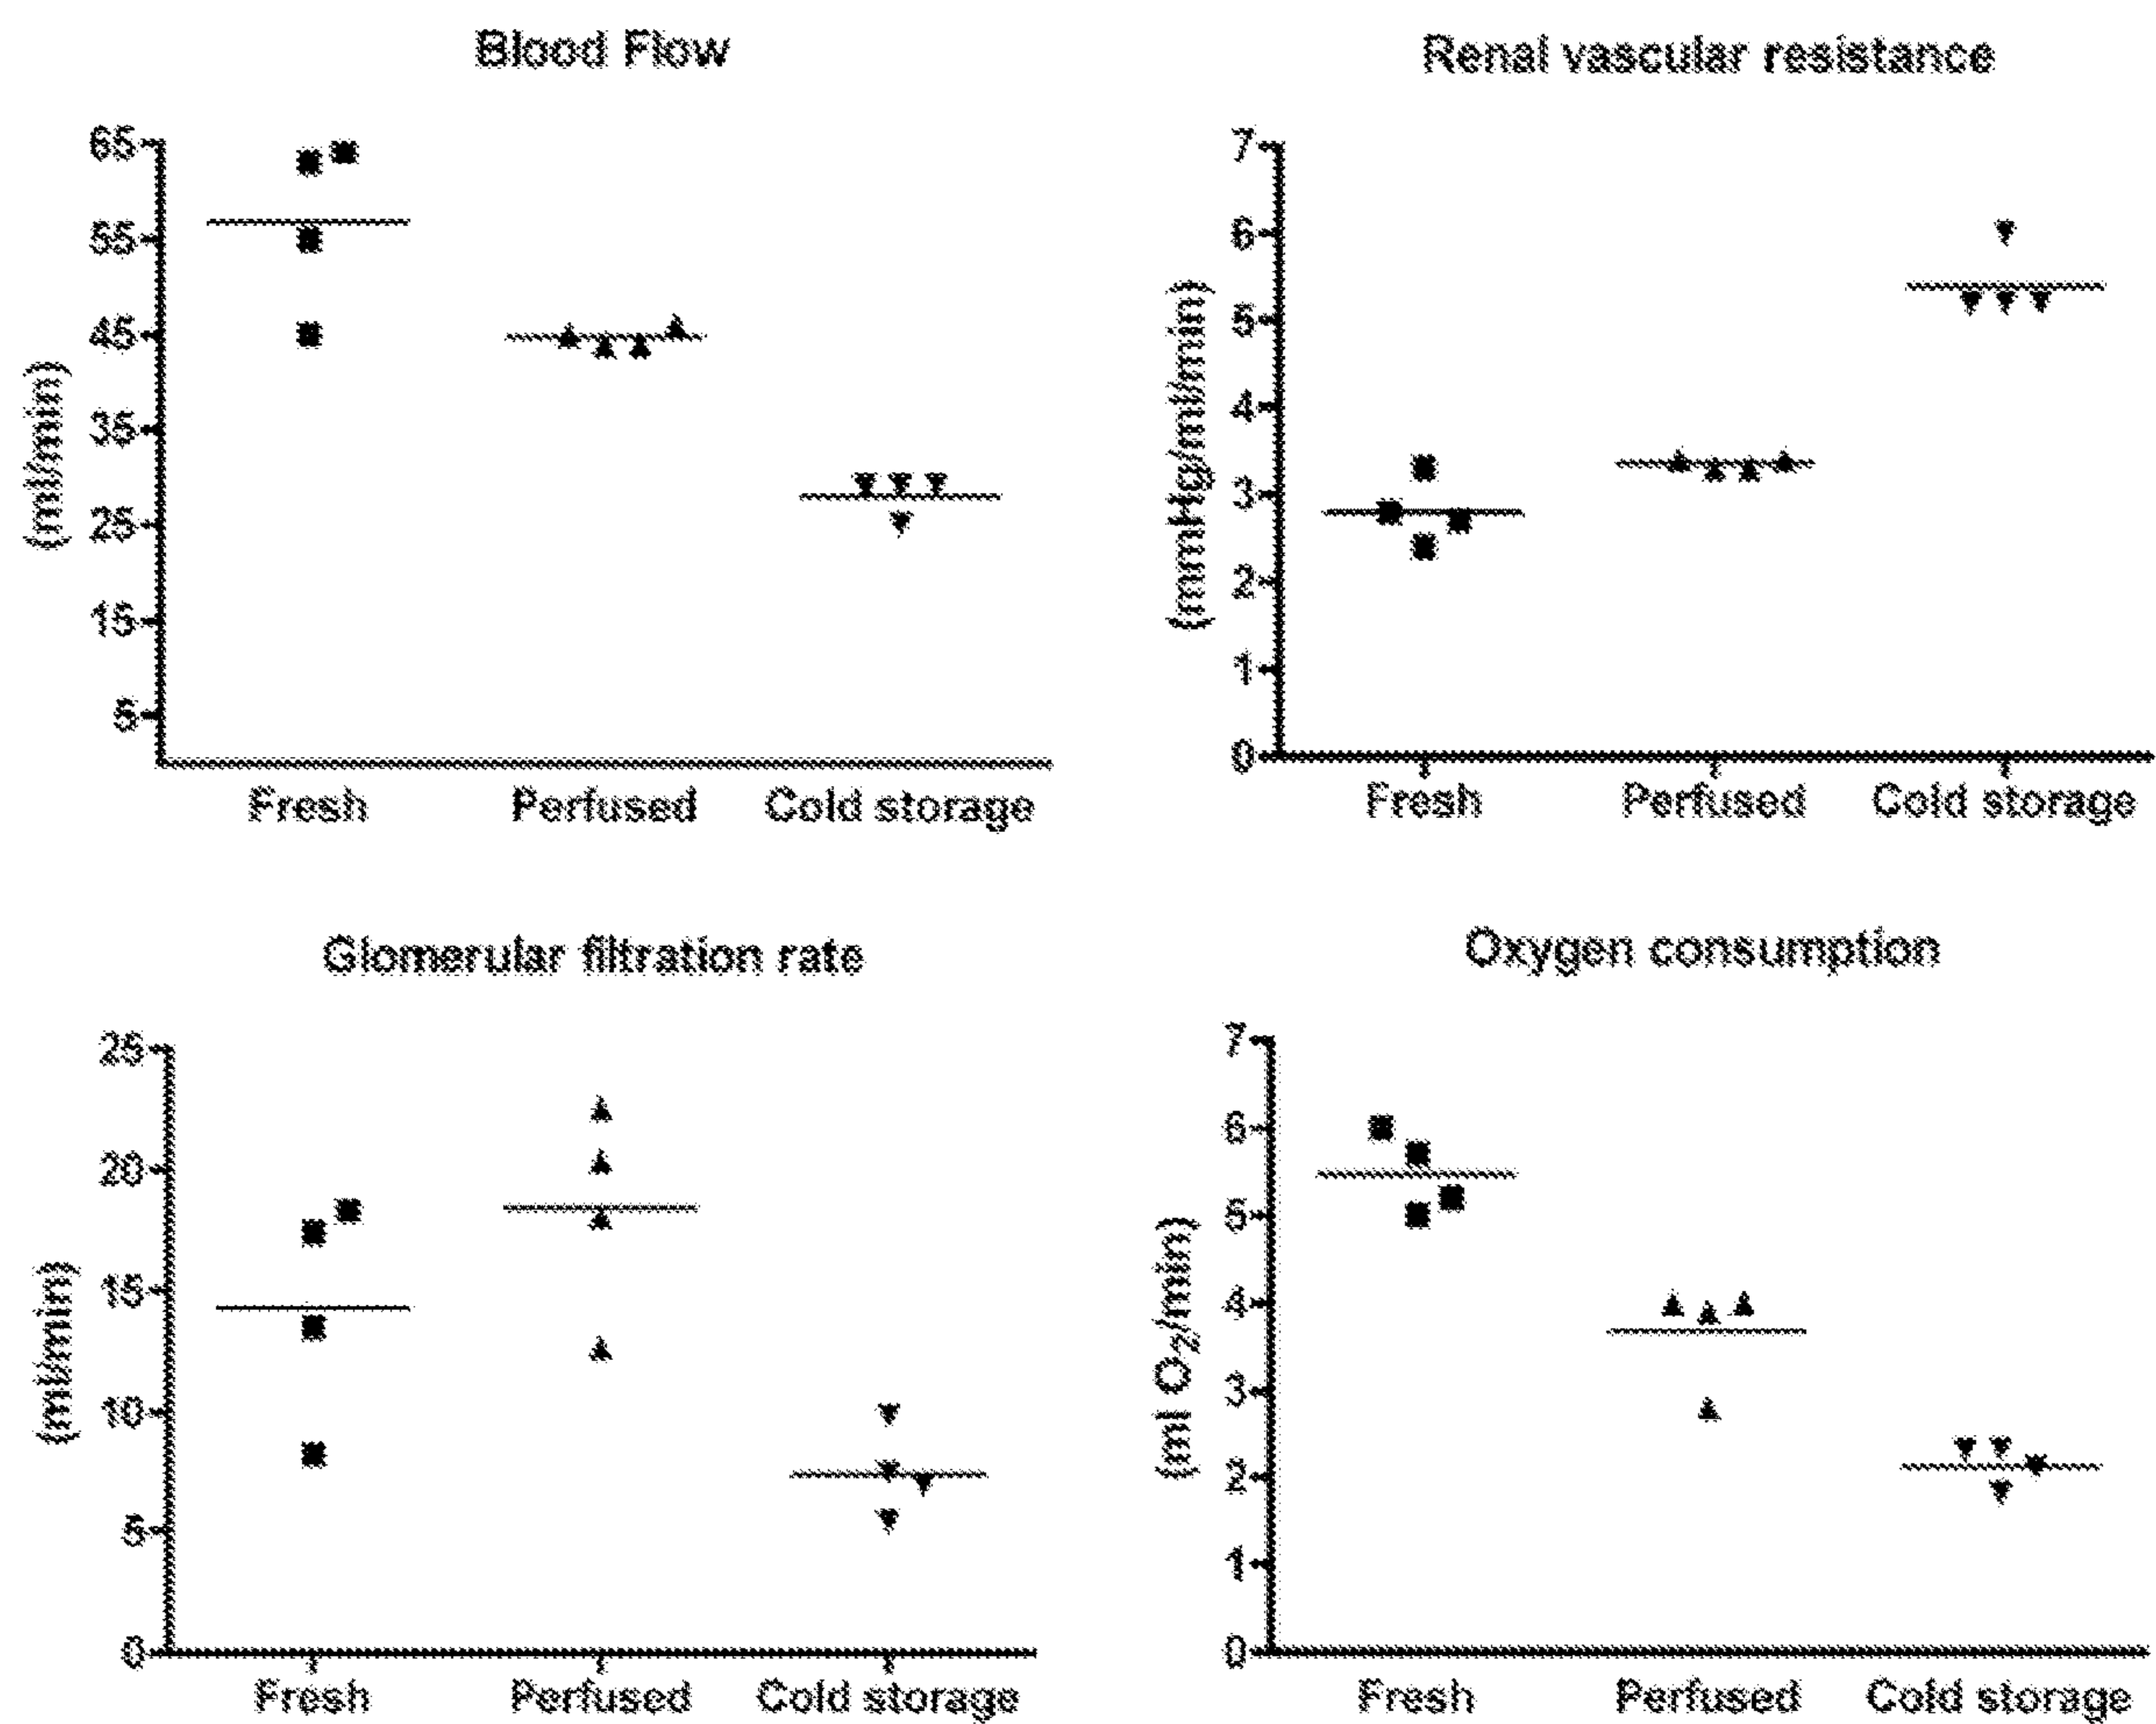 Blood Flow
65
55
45
35
25
15
5
(ml/min)
Fresh Perfused Cold storage
Renal vascular resistance
7
6
5
4
3
2
1
0
(mmHg/ml/min)
Fresh Perfused Cold storage
Glomerular filtration rate
25
20
15
10
5
0
(ml/min)
Fresh Perfused Cold storage
Oxygen consumption
7
6
5
4
3
2
1
0
(ml O₂/min)
Fresh Perfused Cold storage